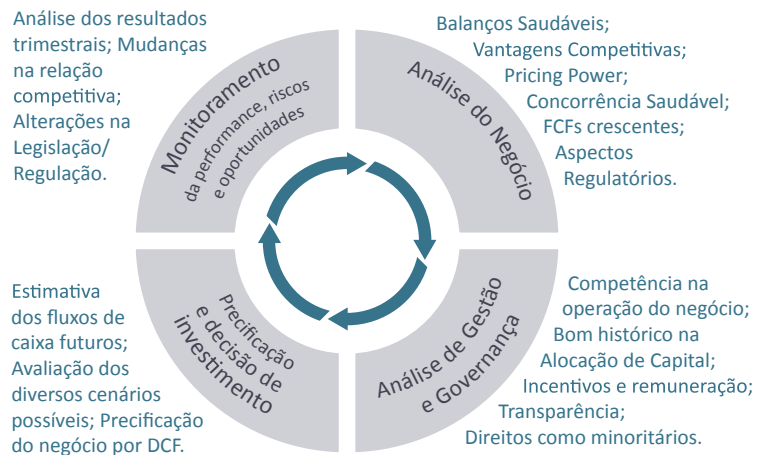 Análise dos resultados
trimestrais; Mudanças
na relação
competitiva;
Alterações na
Legislação/
Regulação.
Monitoramento
da performance, riscos
e oportunidades
Análise do Negócio
Balanços Saudáveis;
Vantagens Competitivas;
Pricing Power;
Concorrência Saudável;
FCFs crescentes;
Aspectos
Regulatórios.
Estimativa
dos fluxos de
caixa futuros;
Avaliação dos
diversos cenários
possíveis; Precificação
do negócio por DCF.
Precificação
e decisão de
investimento
Análise de Gestão
e Governança
Competência na
operação do negócio;
Bom histórico na
Alocação de Capital;
Incentivos e remuneração;
Transparência;
Direitos como minoritários.